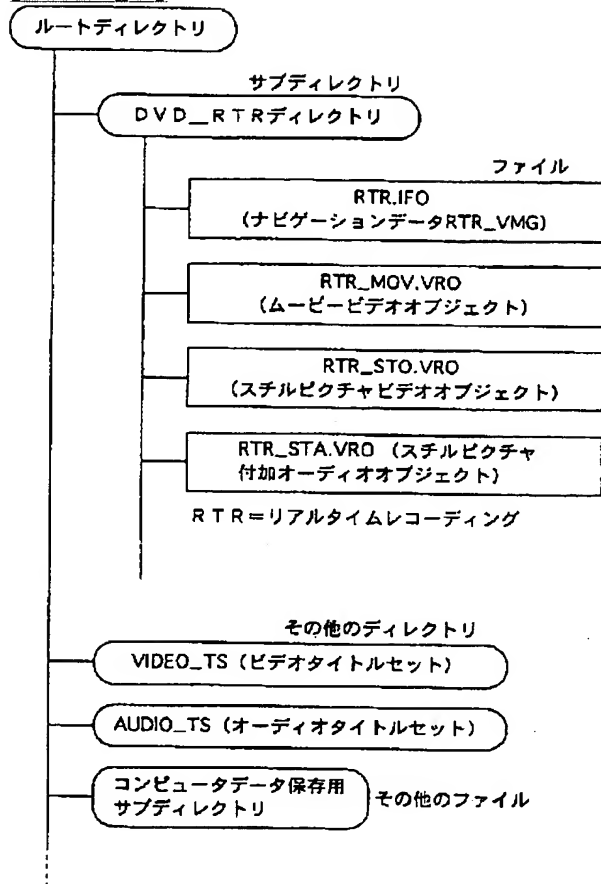 ルートディレクトリ
サブディレクトリ
DVD__RTRディレクトリ
ファイル
RTR.IFO
(ナビゲーションデータRTR_VMG)
RTR_MOV.VRO
(ムービービデオオブジェクト)
RTR_STO.VRO
(スチルピクチャビデオオブジェクト)
RTR_STA.VRO (スチルピクチャ
付加オーディオオブジェクト)
RTR=リアルタイムレコーディング
その他のディレクトリ
VIDEO_TS (ビデオタイトルセット)
AUDIO_TS (オーディオタイトルセット)
コンピュータデータ保存用
サブディレクトリ
その他のファイル